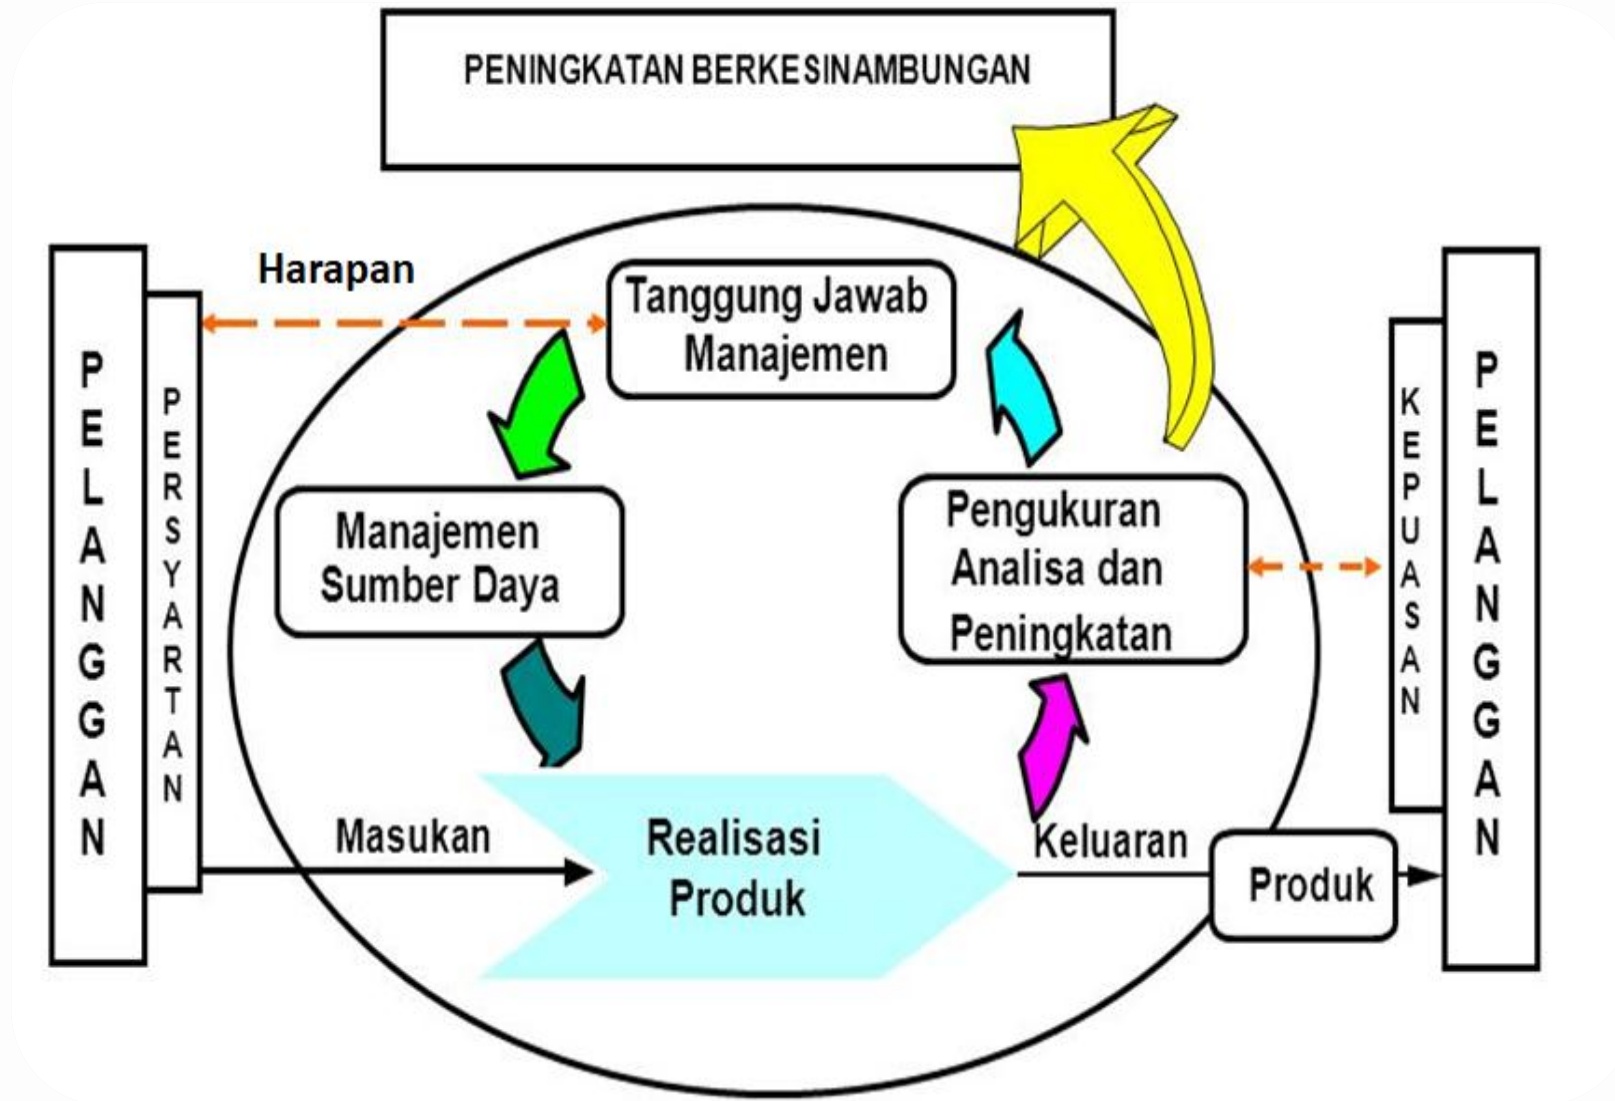 PENINGKATAN BERKESINAMBUNGAN
Harapan
Tanggung Jawab
Manajemen
PELANGGAN
PERSYARTAN
Manajemen
Sumber Daya
Pengukuran
Analisa dan
Peningkatan
KEPUASAN
PELANGGAN
Masukan
Realisasi
Produk
Keluaran
Produk